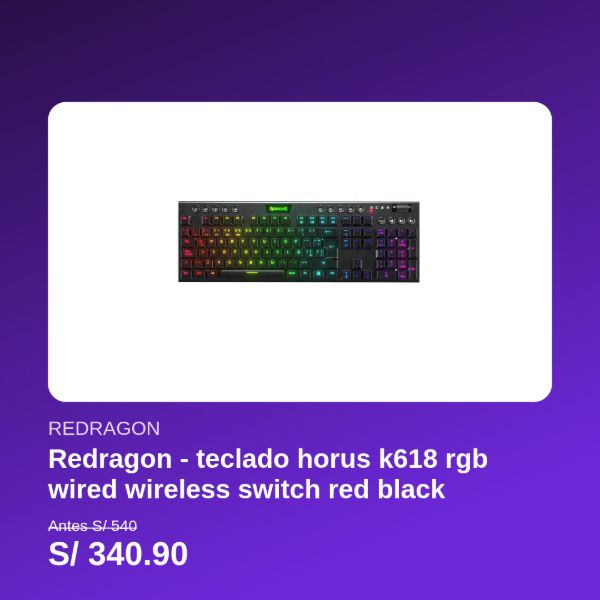 REDRAGON
Redragon - teclado horus k618 rgb
wired wireless switch red black
Antes S/ 540
S/ 340.90